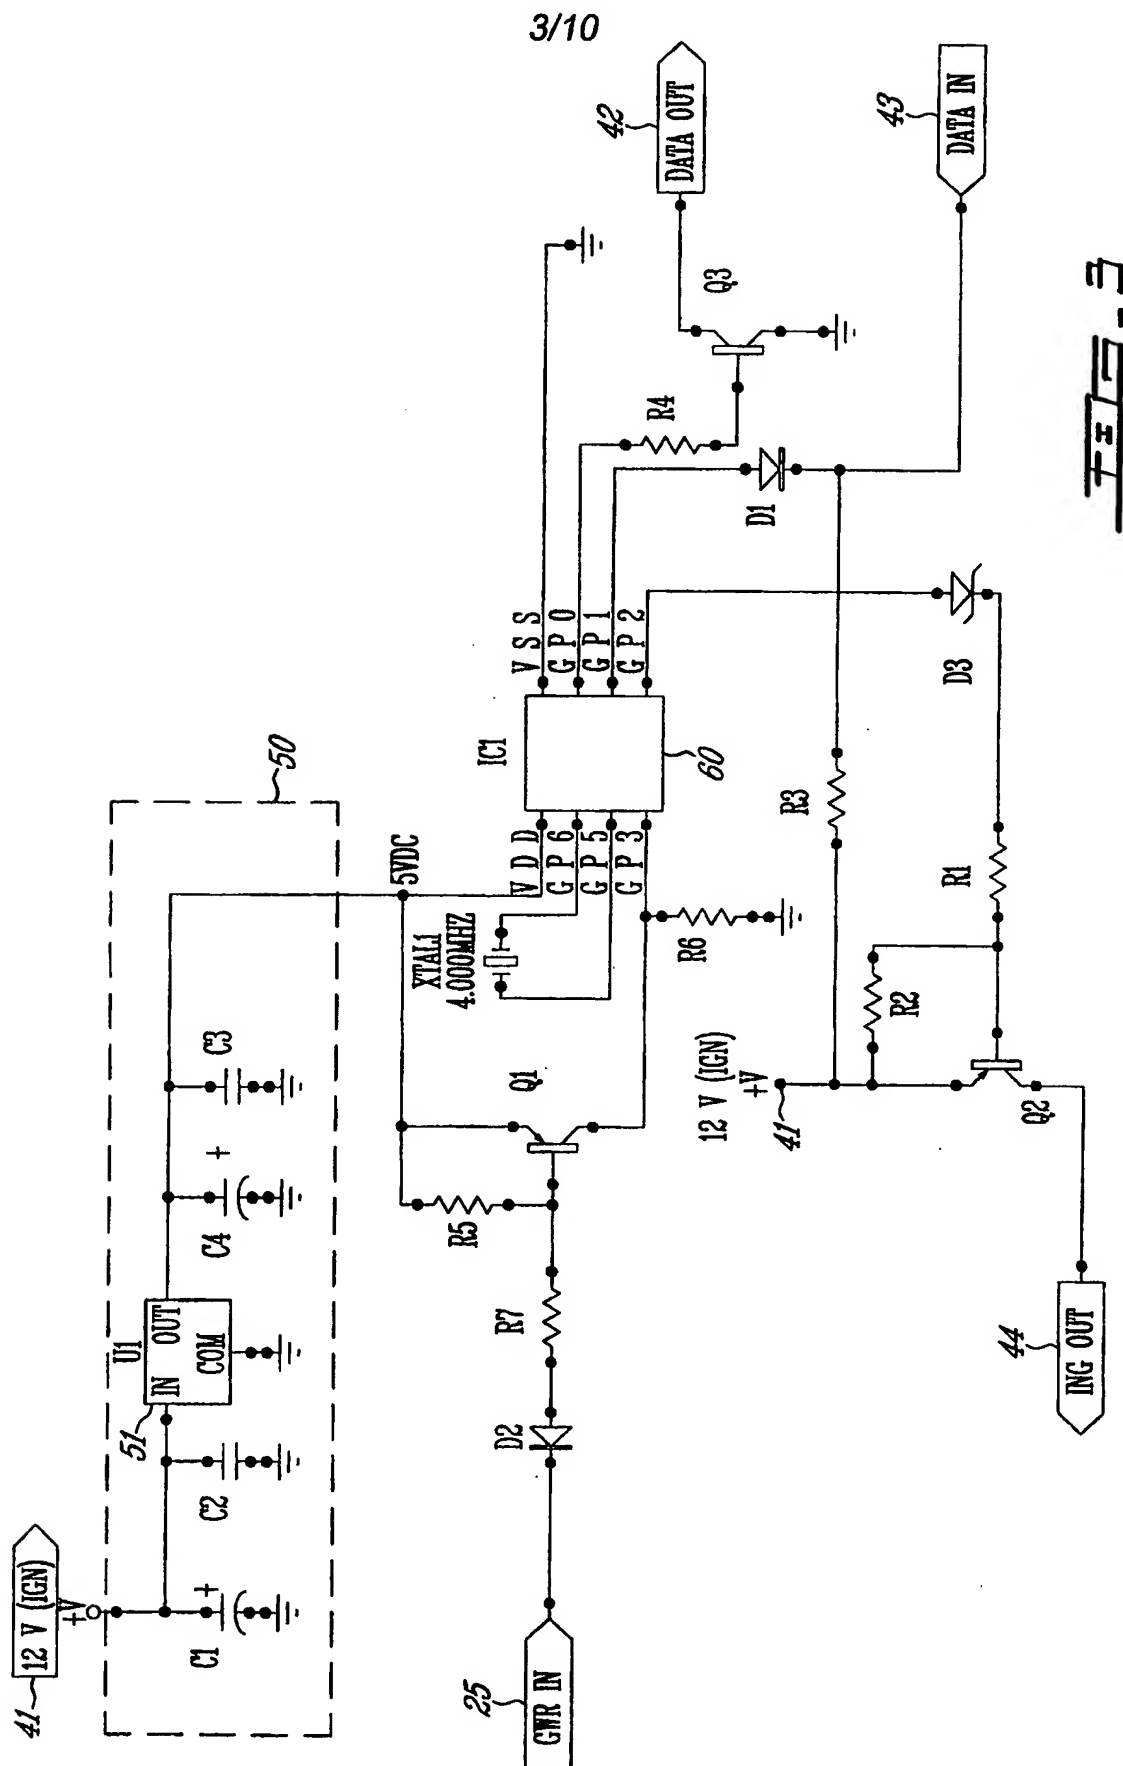 3/10
41
12 V (IGN)
+V
50
51
U1
IN
OUT
COM
C1
+
C2
C4
+
C3
5VDC
25
GWR IN
D2
R7
R5
Q1
XTAL1
4.000MHZ
VDD
GP6
GP5
GP3
IC1
60
VSS
GP0
GP1
GP2
R6
R4
Q3
42
DATA OUT
43
DATA IN
D1
R3
D3
R1
R2
12 V (IGN)
+V
41
Q2
44
ING OUT
FIG-3